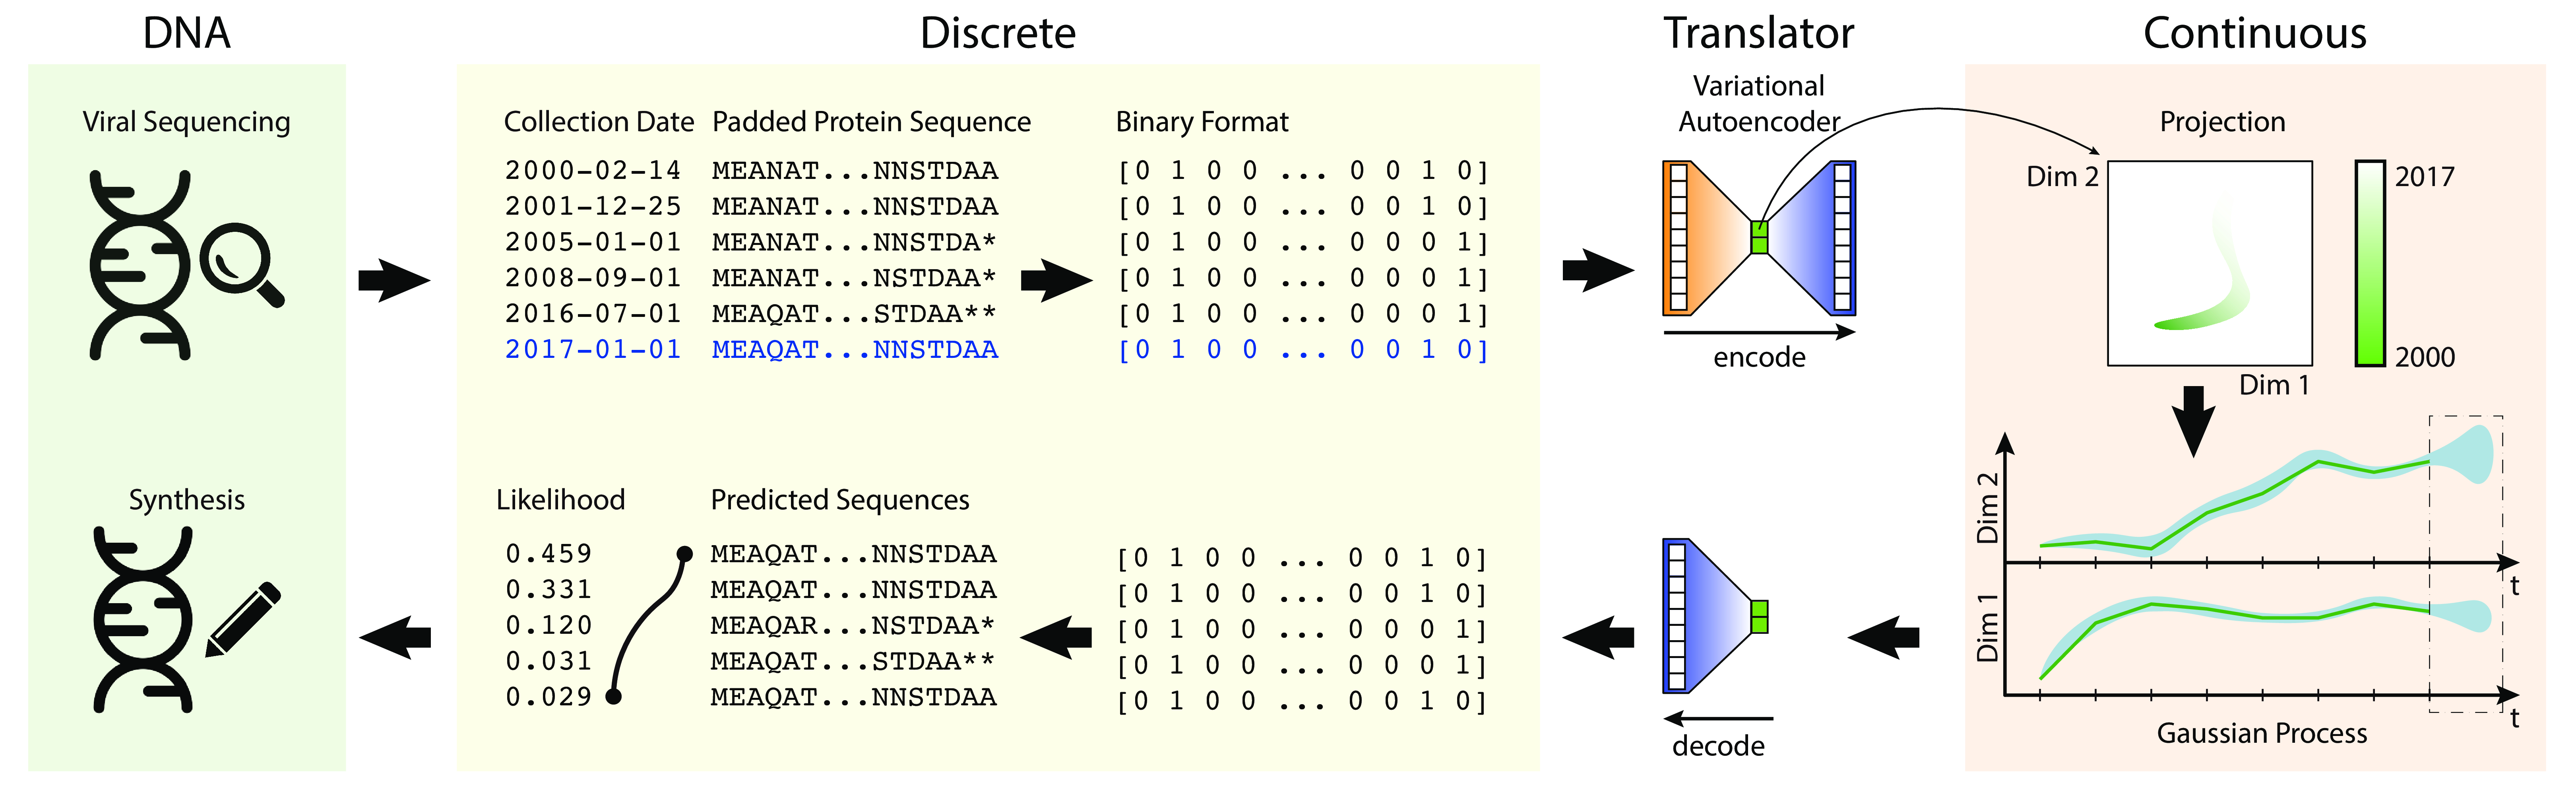 DNA
Discrete
Translator
Continuous
Viral Sequencing
Collection Date Padded Protein Sequence Binary Format
2000-02-14 MEANAT...NNSTDAA [0 1 0 0 ... 0 0 1 0]
2001-12-25 MEANAT...NNSTDAA [0 1 0 0 ... 0 0 1 0]
2005-01-01 MEANAT...NNSTDA* [0 1 0 0 ... 0 0 0 1]
2008-09-01 MEANAT...NSTDAA* [0 1 0 0 ... 0 0 0 1]
2016-07-01 MEAQAT...STDAA** [0 1 0 0 ... 0 0 0 1]
2017-01-01 MEAQAT...NNSTDAA [0 1 0 0 ... 0 0 1 0]
Variational
Autoencoder
encode
Projection
Dim 2
2017
2000
Dim 1
Synthesis
Likelihood Predicted Sequences
0.459 MEAQAT...NNSTDAA [0 1 0 0 ... 0 0 1 0]
0.331 MEAQAT...NNSTDAA [0 1 0 0 ... 0 0 1 0]
0.120 MEAQAR...NSTDAA* [0 1 0 0 ... 0 0 0 1]
0.031 MEAQAT...STDAA** [0 1 0 0 ... 0 0 0 1]
0.029 MEAQAT...NNSTDAA [0 1 0 0 ... 0 0 1 0]
decode
Dim 2
t
Dim 1
t
Gaussian Process